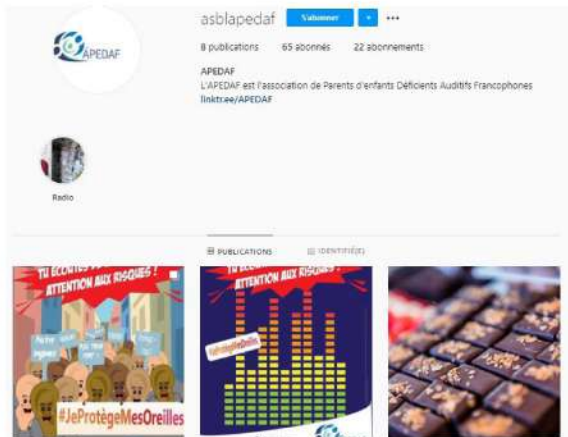 asblapedaf S'abonner
8 publications 65 abonnés 22 abonnements
APEDAF
L'APEDAF est l'association de Parents d'enfants Déficients Auditifs Francophones
linktr.ee/APEDAF
APEDAF
Radio
PUBLICATIONS IDENTIFIÉ(E)
TU ÉCOUTES
ATTENTION AUX RISQUES !
#JeProtègeMesOreilles
ATTENTION AUX RISQUES !
#JeProtègeMesOreilles